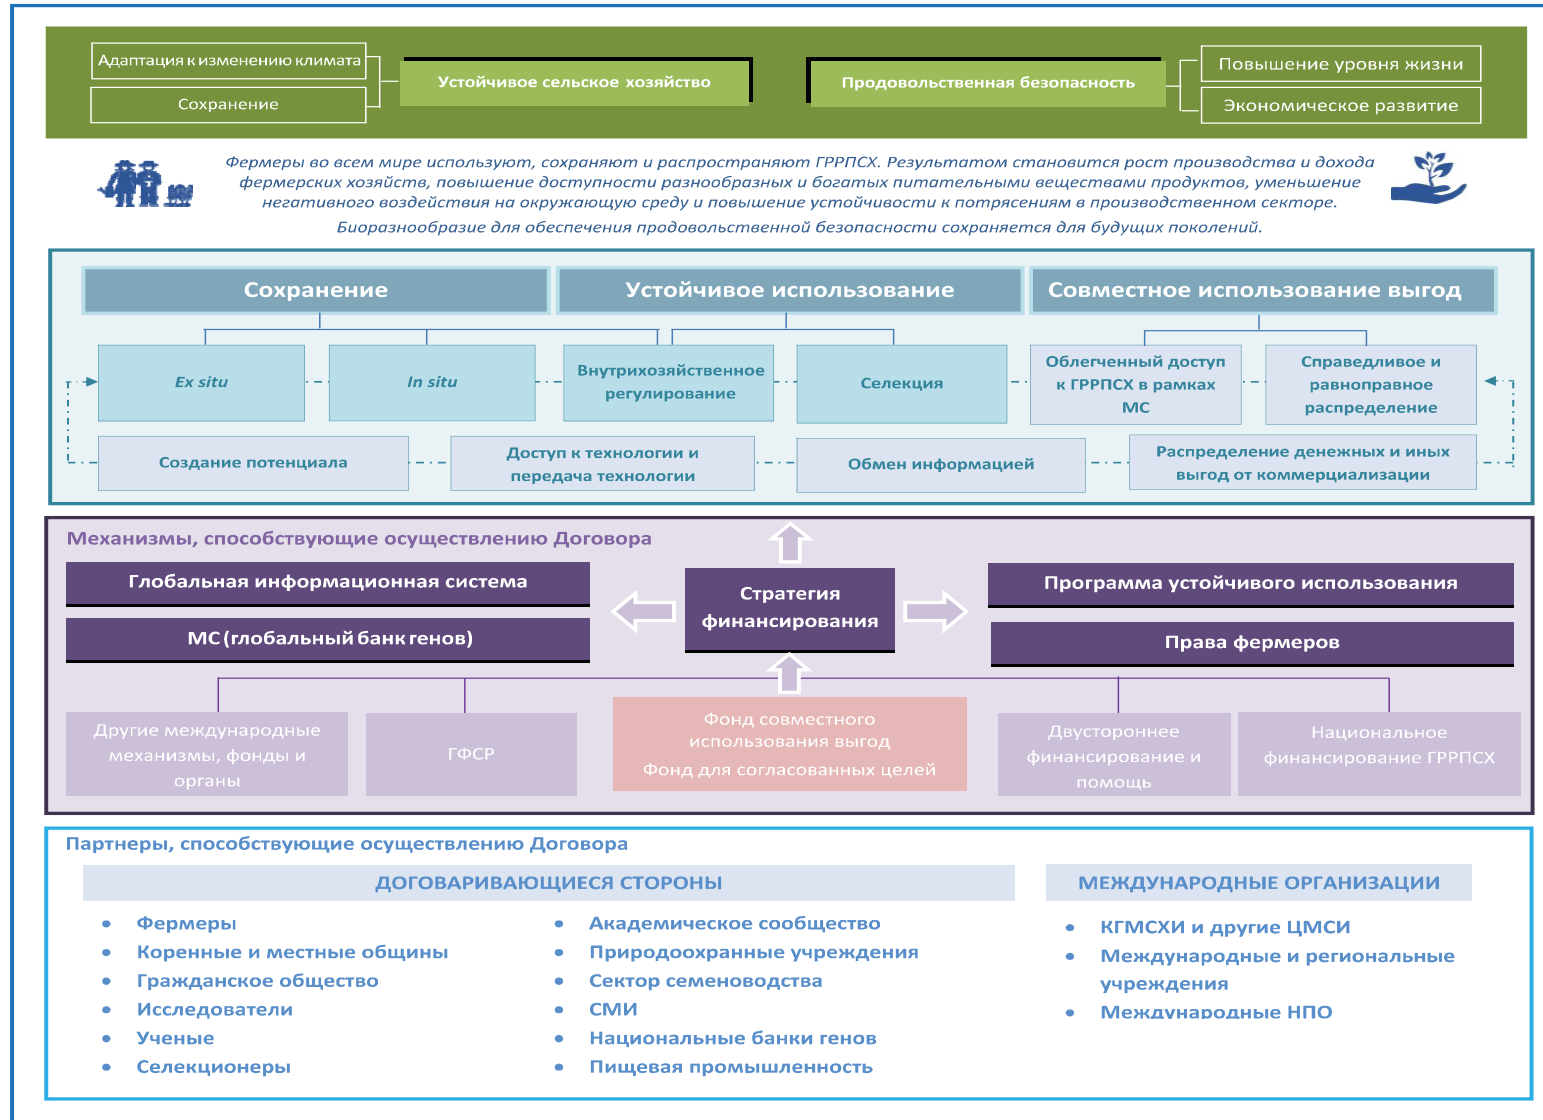 Адаптация к изменению климата
Сохранение
Устойчивое сельское хозяйство
Продовольственная безопасность
Повышение уровня жизни
Экономическое развитие
Фермеры во всем мире используют, сохраняют и распространяют ГРРПСХ. Результатом становится рост производства и дохода
фермерских хозяйств, повышение доступности разнообразных и богатых питательными веществами продуктов, уменьшение
негативного воздействия на окружающую среду и повышение устойчивости к потрясениям в производственном секторе.
Биоразнообразие для обеспечения продовольственной безопасности сохраняется для будущих поколений.
Сохранение
Устойчивое использование
Совместное использование выгод
Ex situ
In situ
Внутрихозяйственное
регулирование
Селекция
Облегченный доступ
к ГРРПСХ в рамках
МС
Справедливое и
равноправное
распределение
Создание потенциала
Доступ к технологии и
передача технологии
Обмен информацией
Распределение денежных и иных
выгод от коммерциализации
Механизмы, способствующие осуществлению Договора
Глобальная информационная система
МС (глобальный банк генов)
Стратегия
финансирования
Программа устойчивого использования
Права фермеров
Другие международные
механизмы, фонды и
органы
ГФСР
Фонд совместного
использования выгод
Фонд для согласованных целей
Двустороннее
финансирование и
помощь
Национальное
финансирование ГРРПСХ
Партнеры, способствующие осуществлению Договора
ДОГОВАРИВАЮЩИЕСЯ СТОРОНЫ
• Фермеры
• Коренные и местные общины
• Гражданское общество
• Исследователи
• Ученые
• Селекционеры
• Академическое сообщество
• Природоохранные учреждения
• Сектор семеноводства
• СМИ
• Национальные банки генов
• Пищевая промышленность
МЕЖДУНАРОДНЫЕ ОРГАНИЗАЦИИ
• КГМСХИ и другие ЦМСИ
• Международные и региональные
учреждения
• Международные НПО